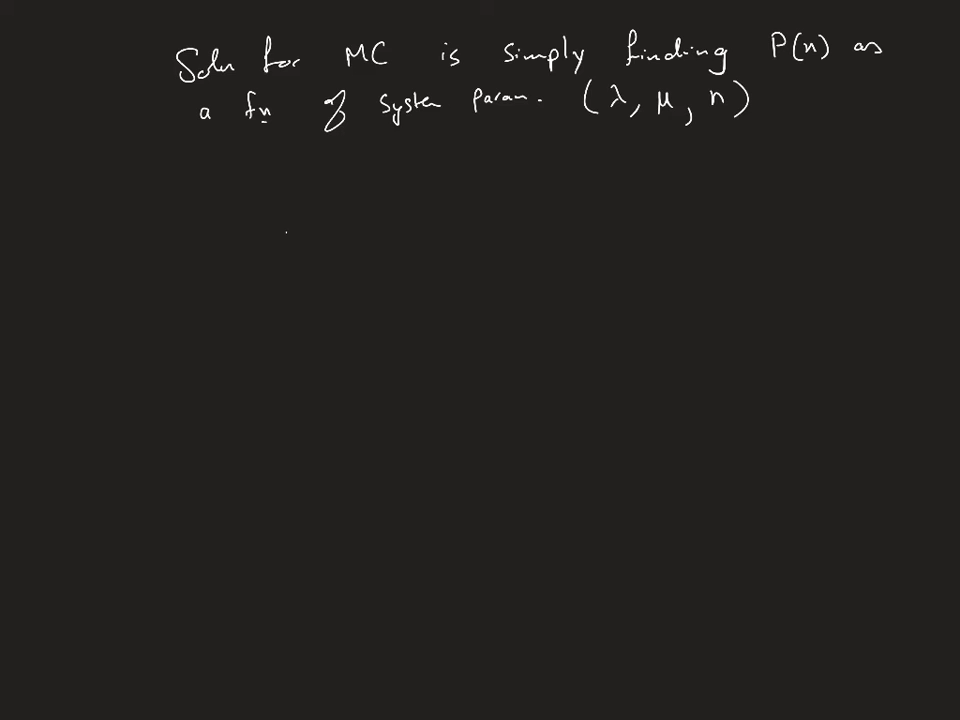 Soln for MC is simply finding P(n) as
a fn of system param. (λ, μ, n)